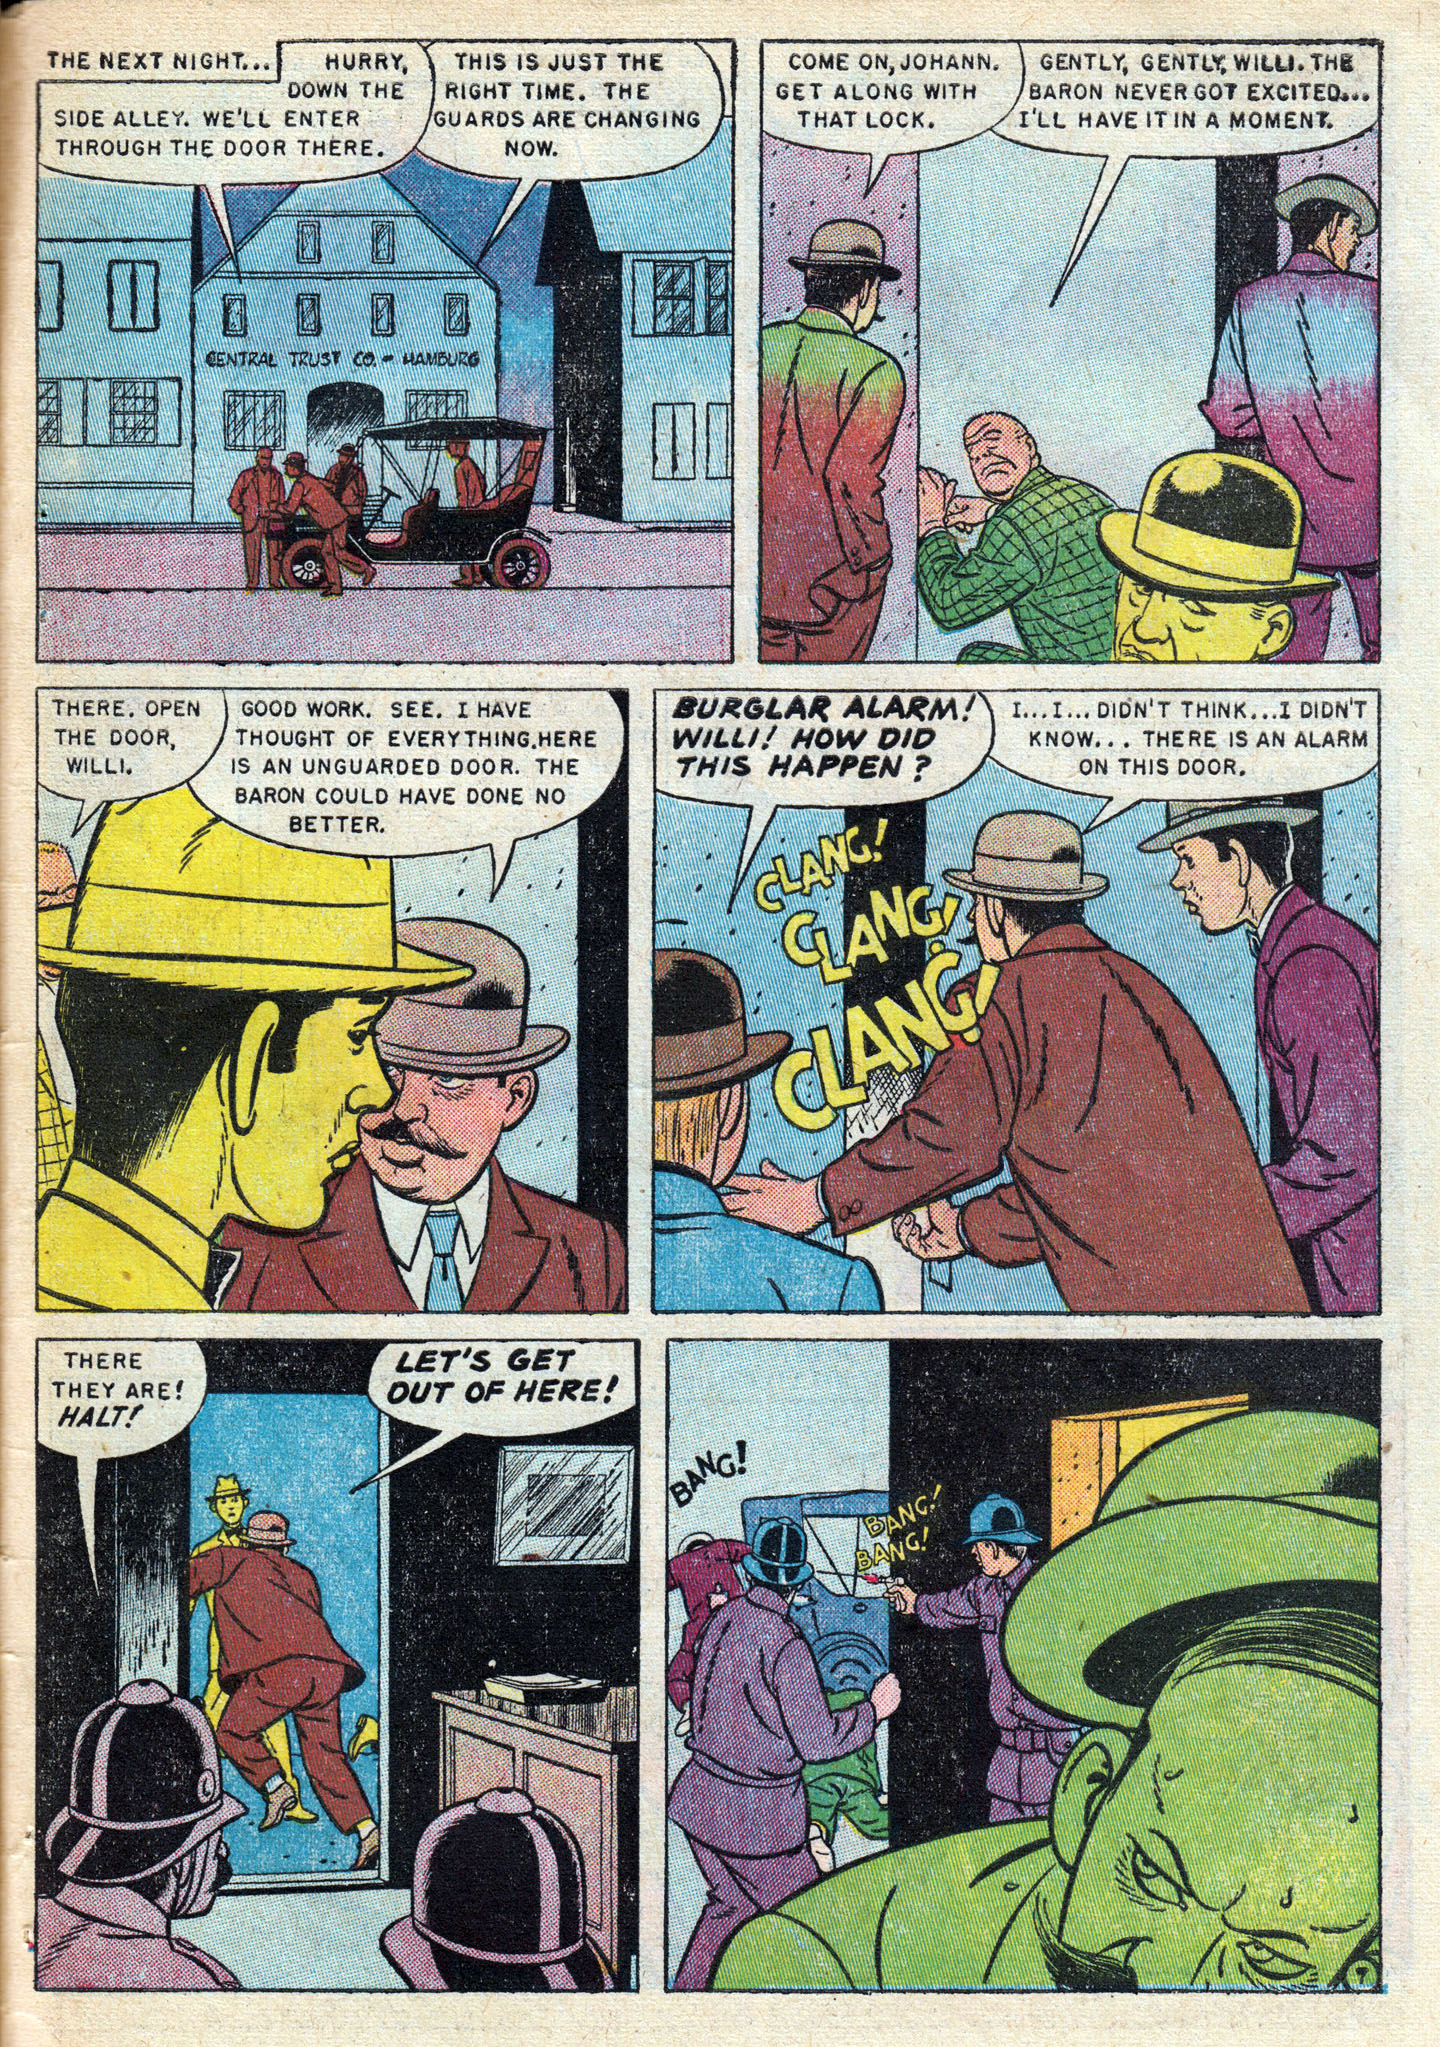 THE NEXT NIGHT...
HURRY,
DOWN THE
SIDE ALLEY. WE'LL ENTER
THROUGH THE DOOR THERE.
THIS IS JUST THE
RIGHT TIME. THE
GUARDS ARE CHANGING
NOW.
CENTRAL TRUST CO. - HAMBURG
COME ON, JOHANN.
GET ALONG WITH
THAT LOCK.
GENTLY, GENTLY, WILLI. THE
BARON NEVER GOT EXCITED...
I'LL HAVE IT IN A MOMENT.
THERE. OPEN
THE DOOR,
WILLI.
GOOD WORK. SEE. I HAVE
THOUGHT OF EVERYTHING. HERE
IS AN UNGUARDED DOOR. THE
BARON COULD HAVE DONE NO
BETTER.
BURGLAR ALARM!
WILLI! HOW DID
THIS HAPPEN?
I...I... DIDN'T THINK...I DIDN'T
KNOW... THERE IS AN ALARM
ON THIS DOOR.
CLANG!
CLANG!
CLANG!
THERE
THEY ARE!
HALT!
LET'S GET
OUT OF HERE!
BANG!
BANG!
BANG!
7